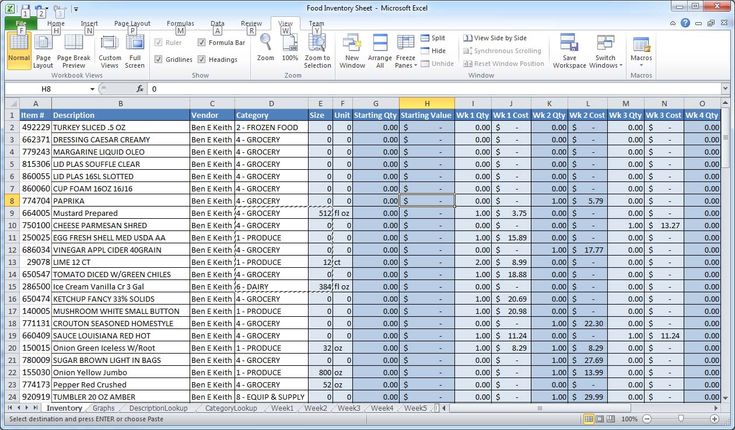 Food Inventory Sheet - Microsoft Excel
1 2
File Home Insert Page Layout Formulas Data Review View Team
F H N P M A R W Y
Normal Page Layout Page Break Preview Custom Views Full Screen
Workbook Views
Ruler Formula Bar
Gridlines Headings
Show
Zoom 100% Zoom to Selection
Zoom
New Window Arrange All Freeze Panes
Split
Hide
Unhide
View Side by Side
Synchronous Scrolling
Reset Window Position
Window
Save Workspace Switch Windows
Macros
Macros
H8 fx 0
A B C D E F G H I J K L M N O
1 Item # Description Vendor Category Size Unit Starting Qty Starting Value Wk 1 Qty Wk 1 Cost Wk 2 Qty Wk 2 Cost Wk 3 Qty Wk 3 Cost Wk 4 Qty
2 492229 TURKEY SLICED .5 OZ Ben E Keith 2 - FROZEN FOOD 0 0 0.00 $ - 0.00 $ - 0.00 $ - 0.00 $ - 0.00
3 662371 DRESSING CAESAR CREAMY Ben E Keith 4 - GROCERY 0 0 0.00 $ - 0.00 $ - 0.00 $ - 0.00 $ - 0.00
4 779243 MARGARINE LIQUID OLEO Ben E Keith 4 - GROCERY 0 0 0.00 $ - 0.00 $ - 0.00 $ - 0.00 $ - 0.00
5 815306 LID PLAS SOUFFLE CLEAR Ben E Keith 4 - GROCERY 0 0 0.00 $ - 0.00 $ - 0.00 $ - 0.00 $ - 0.00
6 860055 LID PLAS 16SL SLOTTED Ben E Keith 4 - GROCERY 0 0 0.00 $ - 0.00 $ - 0.00 $ - 0.00 $ - 0.00
7 860060 CUP FOAM 16OZ 16J16 Ben E Keith 4 - GROCERY 0 0 0.00 $ - 0.00 $ - 0.00 $ - 0.00 $ - 0.00
8 774704 PAPRIKA Ben E Keith 4 - GROCERY 0 0 0.00 $ - 0.00 $ - 1.00 $ 5.79 0.00 $ - 0.00
9 664005 Mustard Prepared Ben E Keith 4 - GROCERY 512 fl oz 0.00 $ - 1.00 $ 3.75 0.00 $ - 0.00 $ - 0.00
10 750100 CHEESE PARMESAN SHRED Ben E Keith 4 - GROCERY 0 0 0.00 $ - 0.00 $ - 0.00 $ - 1.00 $ 13.27 0.00
11 250025 EGG FRESH SHELL MED USDA AA Ben E Keith 1 - PRODUCE 0 0 0.00 $ - 1.00 $ 15.89 0.00 $ - 0.00 $ - 0.00
12 686034 VINEGAR APPL CIDER 40GRAIN Ben E Keith 4 - GROCERY 0 0 0.00 $ - 0.00 $ - 1.00 $ 17.77 0.00 $ - 0.00
13 29078 LIME 12 CT Ben E Keith 1 - PRODUCE 12 ct 0.00 $ - 2.00 $ 8.99 0.00 $ - 0.00 $ - 0.00
14 650547 TOMATO DICED W/GREEN CHILES Ben E Keith 4 - GROCERY 0 0 0.00 $ - 1.00 $ 18.88 0.00 $ - 0.00 $ - 0.00
15 286500 Ice Cream Vanilla Cr 3 Gal Ben E Keith 6 - DAIRY 384 fl oz 0.00 $ - 0.00 $ - 0.00 $ - 0.00 $ - 0.00
16 650474 KETCHUP FANCY 33% SOLIDS Ben E Keith 4 - GROCERY 0 0 0.00 $ - 1.00 $ 20.69 0.00 $ - 0.00 $ - 0.00
17 140005 MUSHROOM WHITE SMALL BUTTON Ben E Keith 1 - PRODUCE 0 0 0.00 $ - 1.00 $ 20.98 0.00 $ - 0.00 $ - 0.00
18 771131 CROUTON SEASONED HOMESTYLE Ben E Keith 4 - GROCERY 0 0 0.00 $ - 0.00 $ - 1.00 $ 22.30 0.00 $ - 0.00
19 660409 SAUCE LOUISIANA RED HOT Ben E Keith 4 - GROCERY 0 0 0.00 $ - 1.00 $ 11.24 0.00 $ - 1.00 $ 11.24 0.00
20 150015 Onion Green Iceless W/Root Ben E Keith 1 - PRODUCE 32 oz 0.00 $ - 1.00 $ 8.29 1.00 $ 8.29 0.00 $ - 0.00
21 780009 SUGAR BROWN LIGHT IN BAGS Ben E Keith 4 - GROCERY 0 0 0.00 $ - 0.00 $ - 1.00 $ 27.69 0.00 $ - 0.00
22 155030 Onion Yellow Jumbo Ben E Keith 1 - PRODUCE 800 oz 0.00 $ - 0.00 $ - 1.00 $ 13.99 0.00 $ - 0.00
23 774173 Pepper Red Crushed Ben E Keith 4 - GROCERY 52 oz 0.00 $ - 0.00 $ - 0.00 $ - 0.00 $ - 0.00
24 920919 TUMBLER 20 OZ AMBER Ben E Keith 8 - EQUIP & SUPPLY 0 0 0.00 $ - 0.00 $ - 1.00 $ 29.99 0.00 $ - 0.00
Inventory Graphs DescriptionLookup CategoryLookup Week1 Week2 Week3 Week4 Week5
Select destination and press ENTER or choose Paste 100%